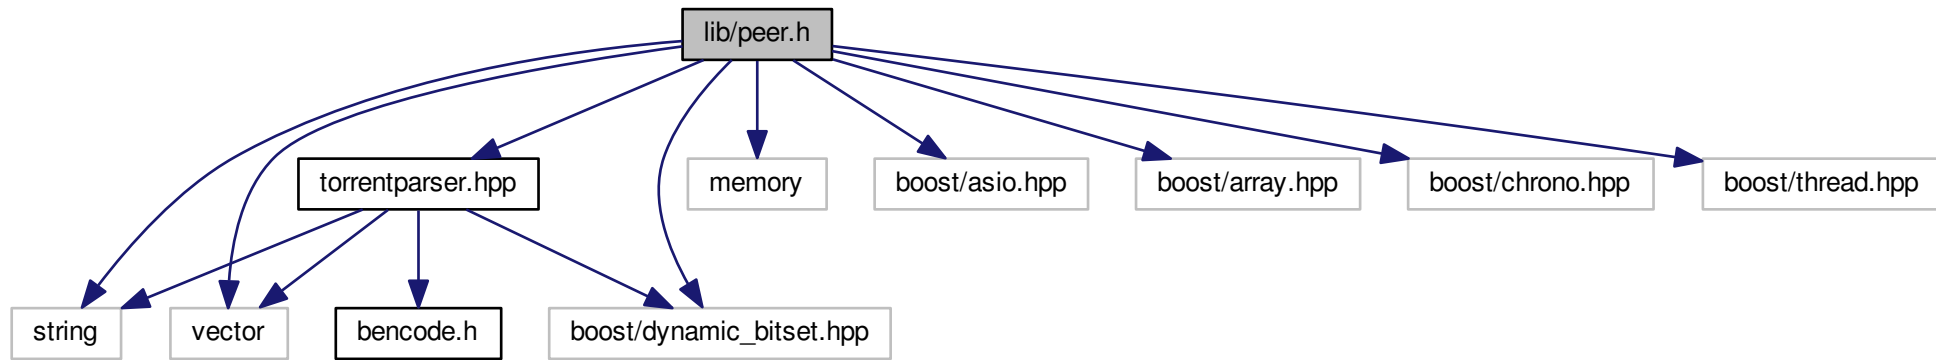 lib/peer.h
torrentparser.hpp
memory
boost/asio.hpp
boost/array.hpp
boost/chrono.hpp
boost/thread.hpp
string
vector
bencode.h
boost/dynamic_bitset.hpp